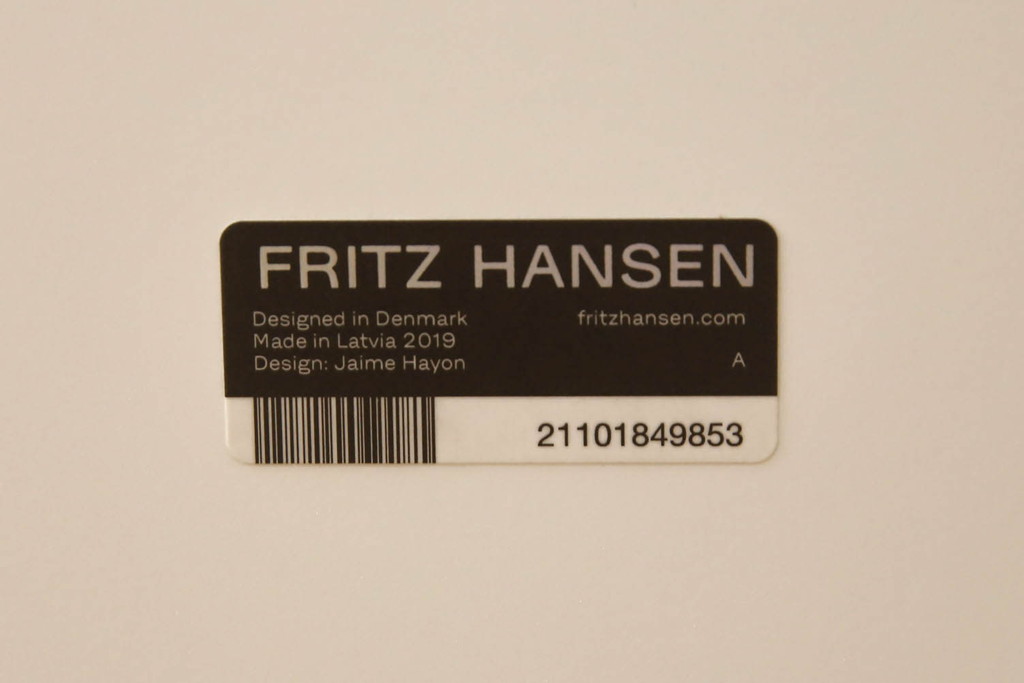 FRITZ HANSEN
Designed in Denmark
Made in Latvia 2019
Design: Jaime Hayon
fritzhansen.com
A
21101849853